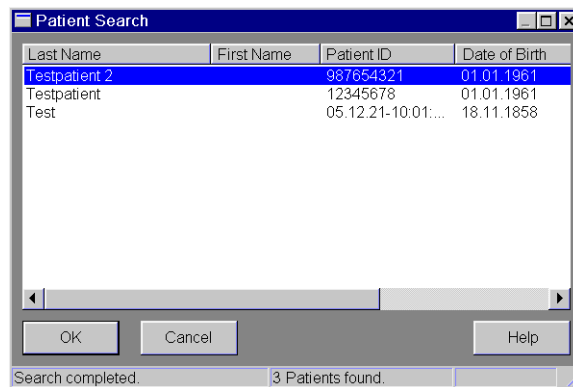 Patient Search
Last Name First Name Patient ID Date of Birth
Testpatient 2 987654321 01.01.1961
Testpatient 12345678 01.01.1961
Test 05.12.21-10:01:... 18.11.1858
OK Cancel Help
Search completed. 3 Patients found.